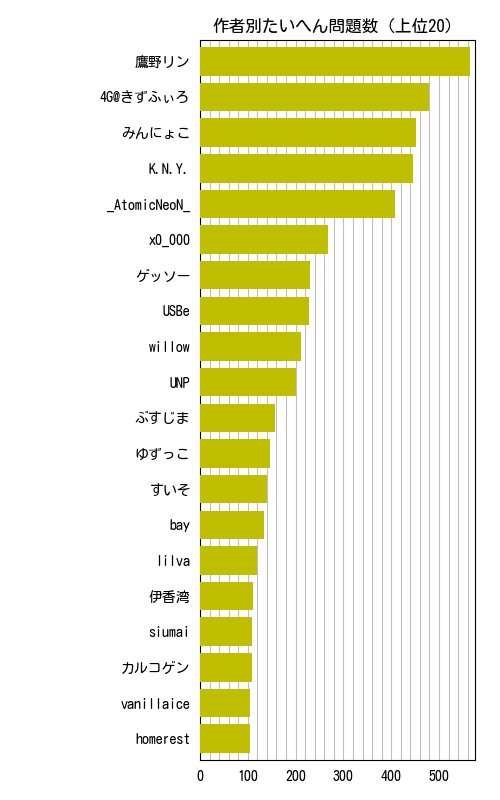 作者別たいへん問題数 (上位20)
鷹野リン
4G@きずふぃろ
みんにょこ
K.N.Y.
_AtomicNeoN_
x0_000
ゲッソー
USBe
willow
UNP
ぶすじま
ゆずっこ
すいそ
bay
lilva
伊香湾
siumai
カルコゲン
vanillaice
homerest
0 100 200 300 400 500